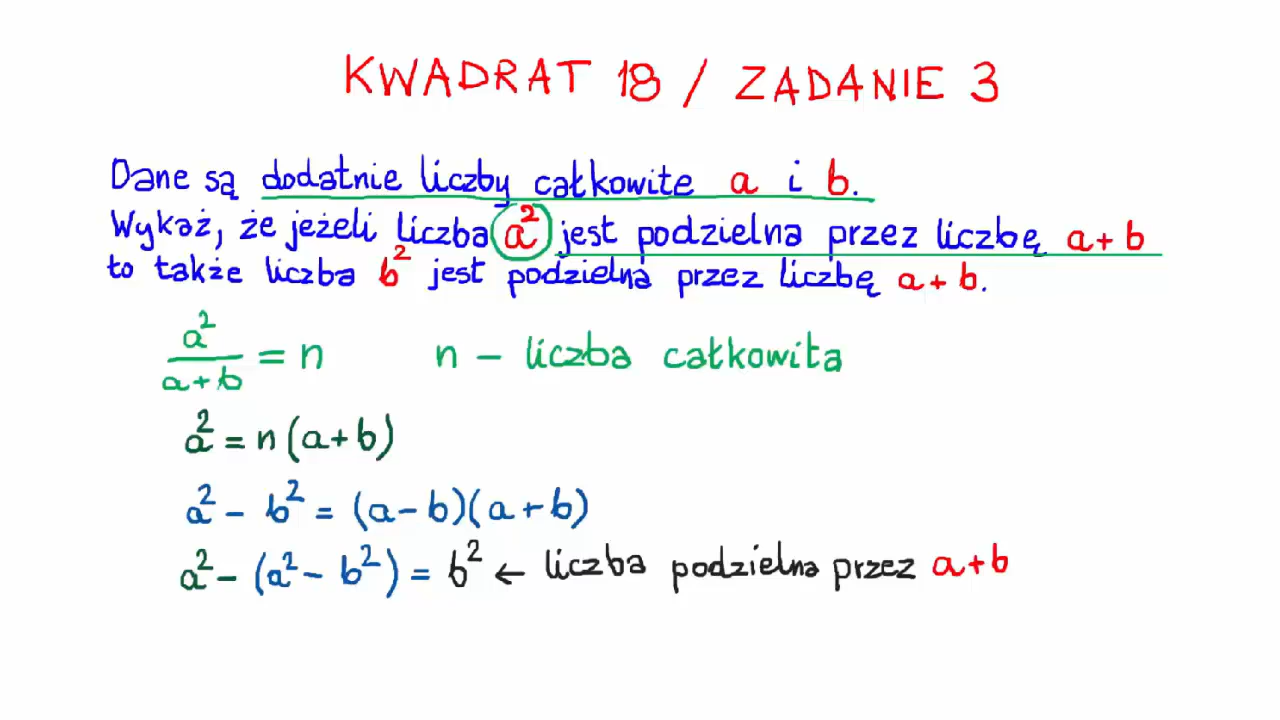 KWADRAT 18 / ZADANIE 3
Dane są dodatnie liczby całkowite a i b.
Wykaż, że jeżeli liczba a² jest podzielna przez liczbę a+b
to także liczba b² jest podzielna przez liczbę a+b.
a²/a+b = n n – liczba całkowita
a² = n(a+b)
a² - b² = (a-b)(a+b)
a² - (a² - b²) = b² ← liczba podzielna przez a+b